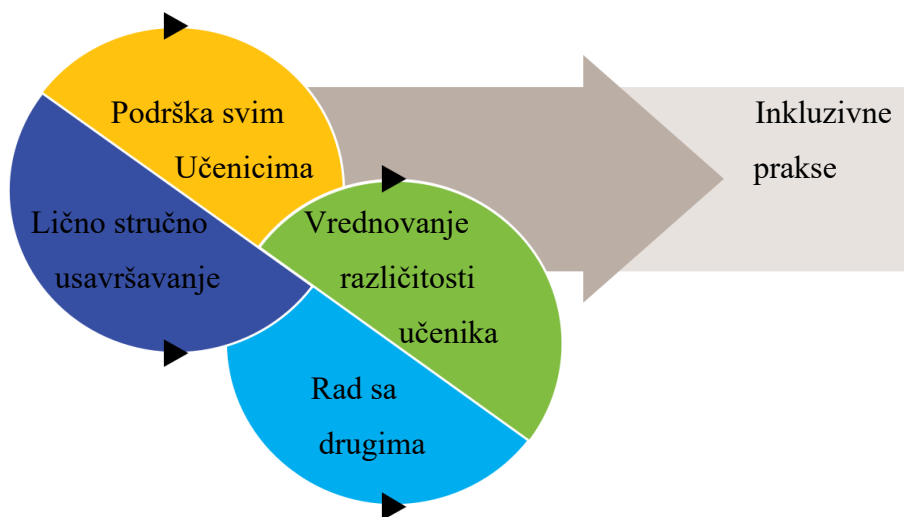 Podrška svim
Učenicima
Lično stručno
usavršavanje
Vrednovanje
različitosti
učenika
Rad sa
drugima
Inkluzivne
prakse